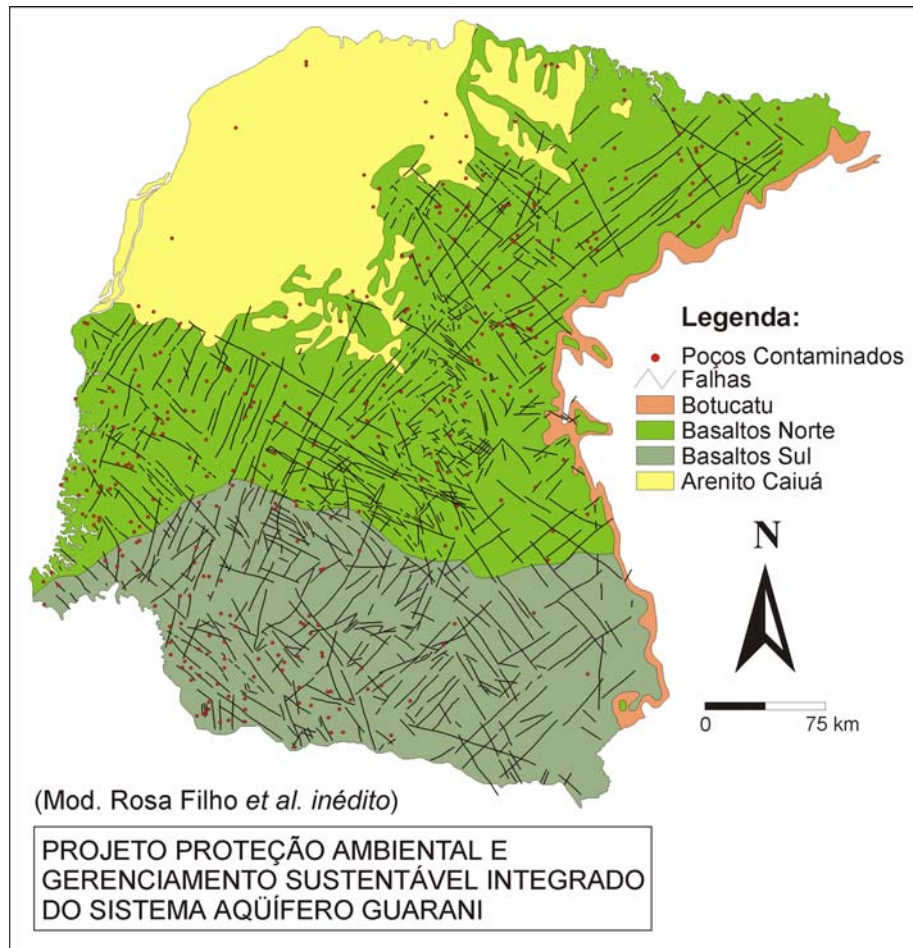 Legenda:
Poços Contaminados
Falhas
Botucatu
Basaltos Norte
Basaltos Sul
Arenito Caiuá
N
0 75 km
(Mod. Rosa Filho et al. inédito)
PROJETO PROTEÇÃO AMBIENTAL E
GERENCIAMENTO SUSTENTÁVEL INTEGRADO
DO SISTEMA AQÜÍFERO GUARANI